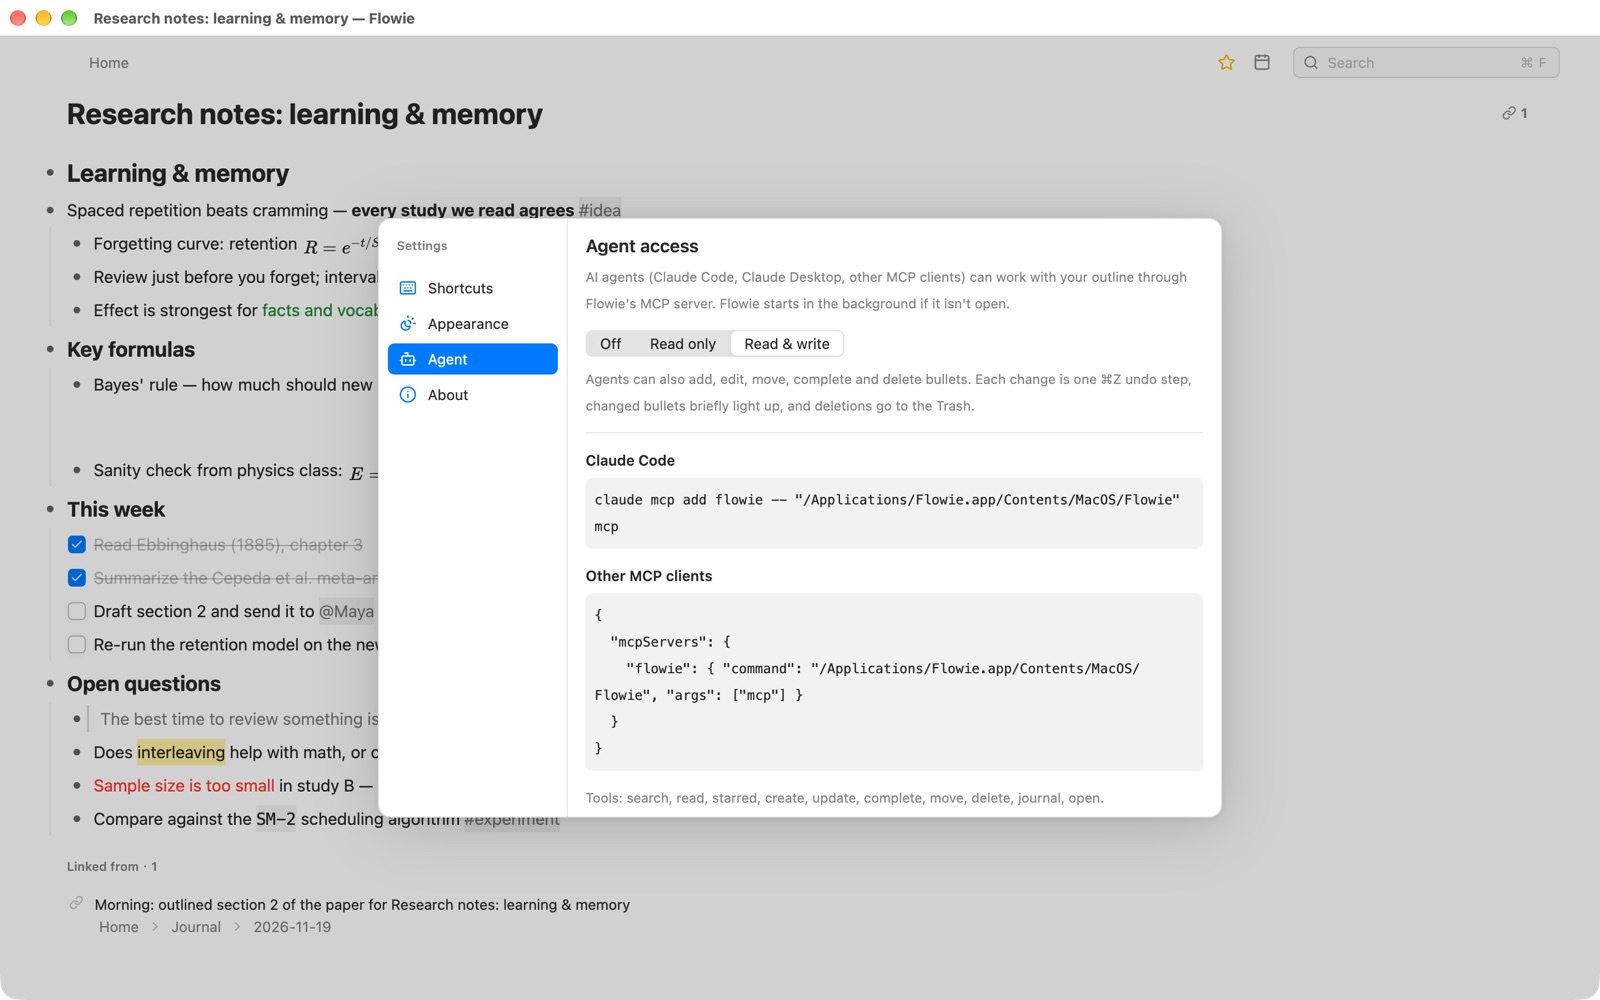 Research notes: learning & memory — Flowie
Home
Search
⌘ F
Research notes: learning & memory
1
Learning & memory
Spaced repetition beats cramming — every study we read agrees #idea
Forgetting curve: retention R = e^{-t/S}
Review just before you forget;
Effect is strongest for facts and
Key formulas
Bayes' rule — how much should new
Sanity check from physics class: E =
This week
Read Ebbinghaus (1885), chapter 3
Summarize the Cepeda et al.
Draft section 2 and send it to @Maya
Re-run the retention model on the
Open questions
The best time to review something is
Does interleaving help with math, or
Sample size is too small in study B —
Compare against the SM-2 scheduling algorithm #experiment
Linked from · 1
Morning: outlined section 2 of the paper for Research notes: learning & memory
Home > Journal > 2026-11-19
Settings
Shortcuts
Appearance
Agent
About
Agent access
AI agents (Claude Code, Claude Desktop, other MCP clients) can work with your outline through
Flowie's MCP server. Flowie starts in the background if it isn't open.
Off
Read only
Read & write
Agents can also add, edit, move, complete and delete bullets. Each change is one ⌘Z undo step,
changed bullets briefly light up, and deletions go to the Trash.
Claude Code
claude mcp add flowie -- "/Applications/Flowie.app/Contents/MacOS/Flowie"
mcp
Other MCP clients
{
"mcpServers": {
"flowie": { "command": "/Applications/Flowie.app/Contents/MacOS/
Flowie", "args": ["mcp"] }
}
}
Tools: search, read, starred, create, update, complete, move, delete, journal, open.